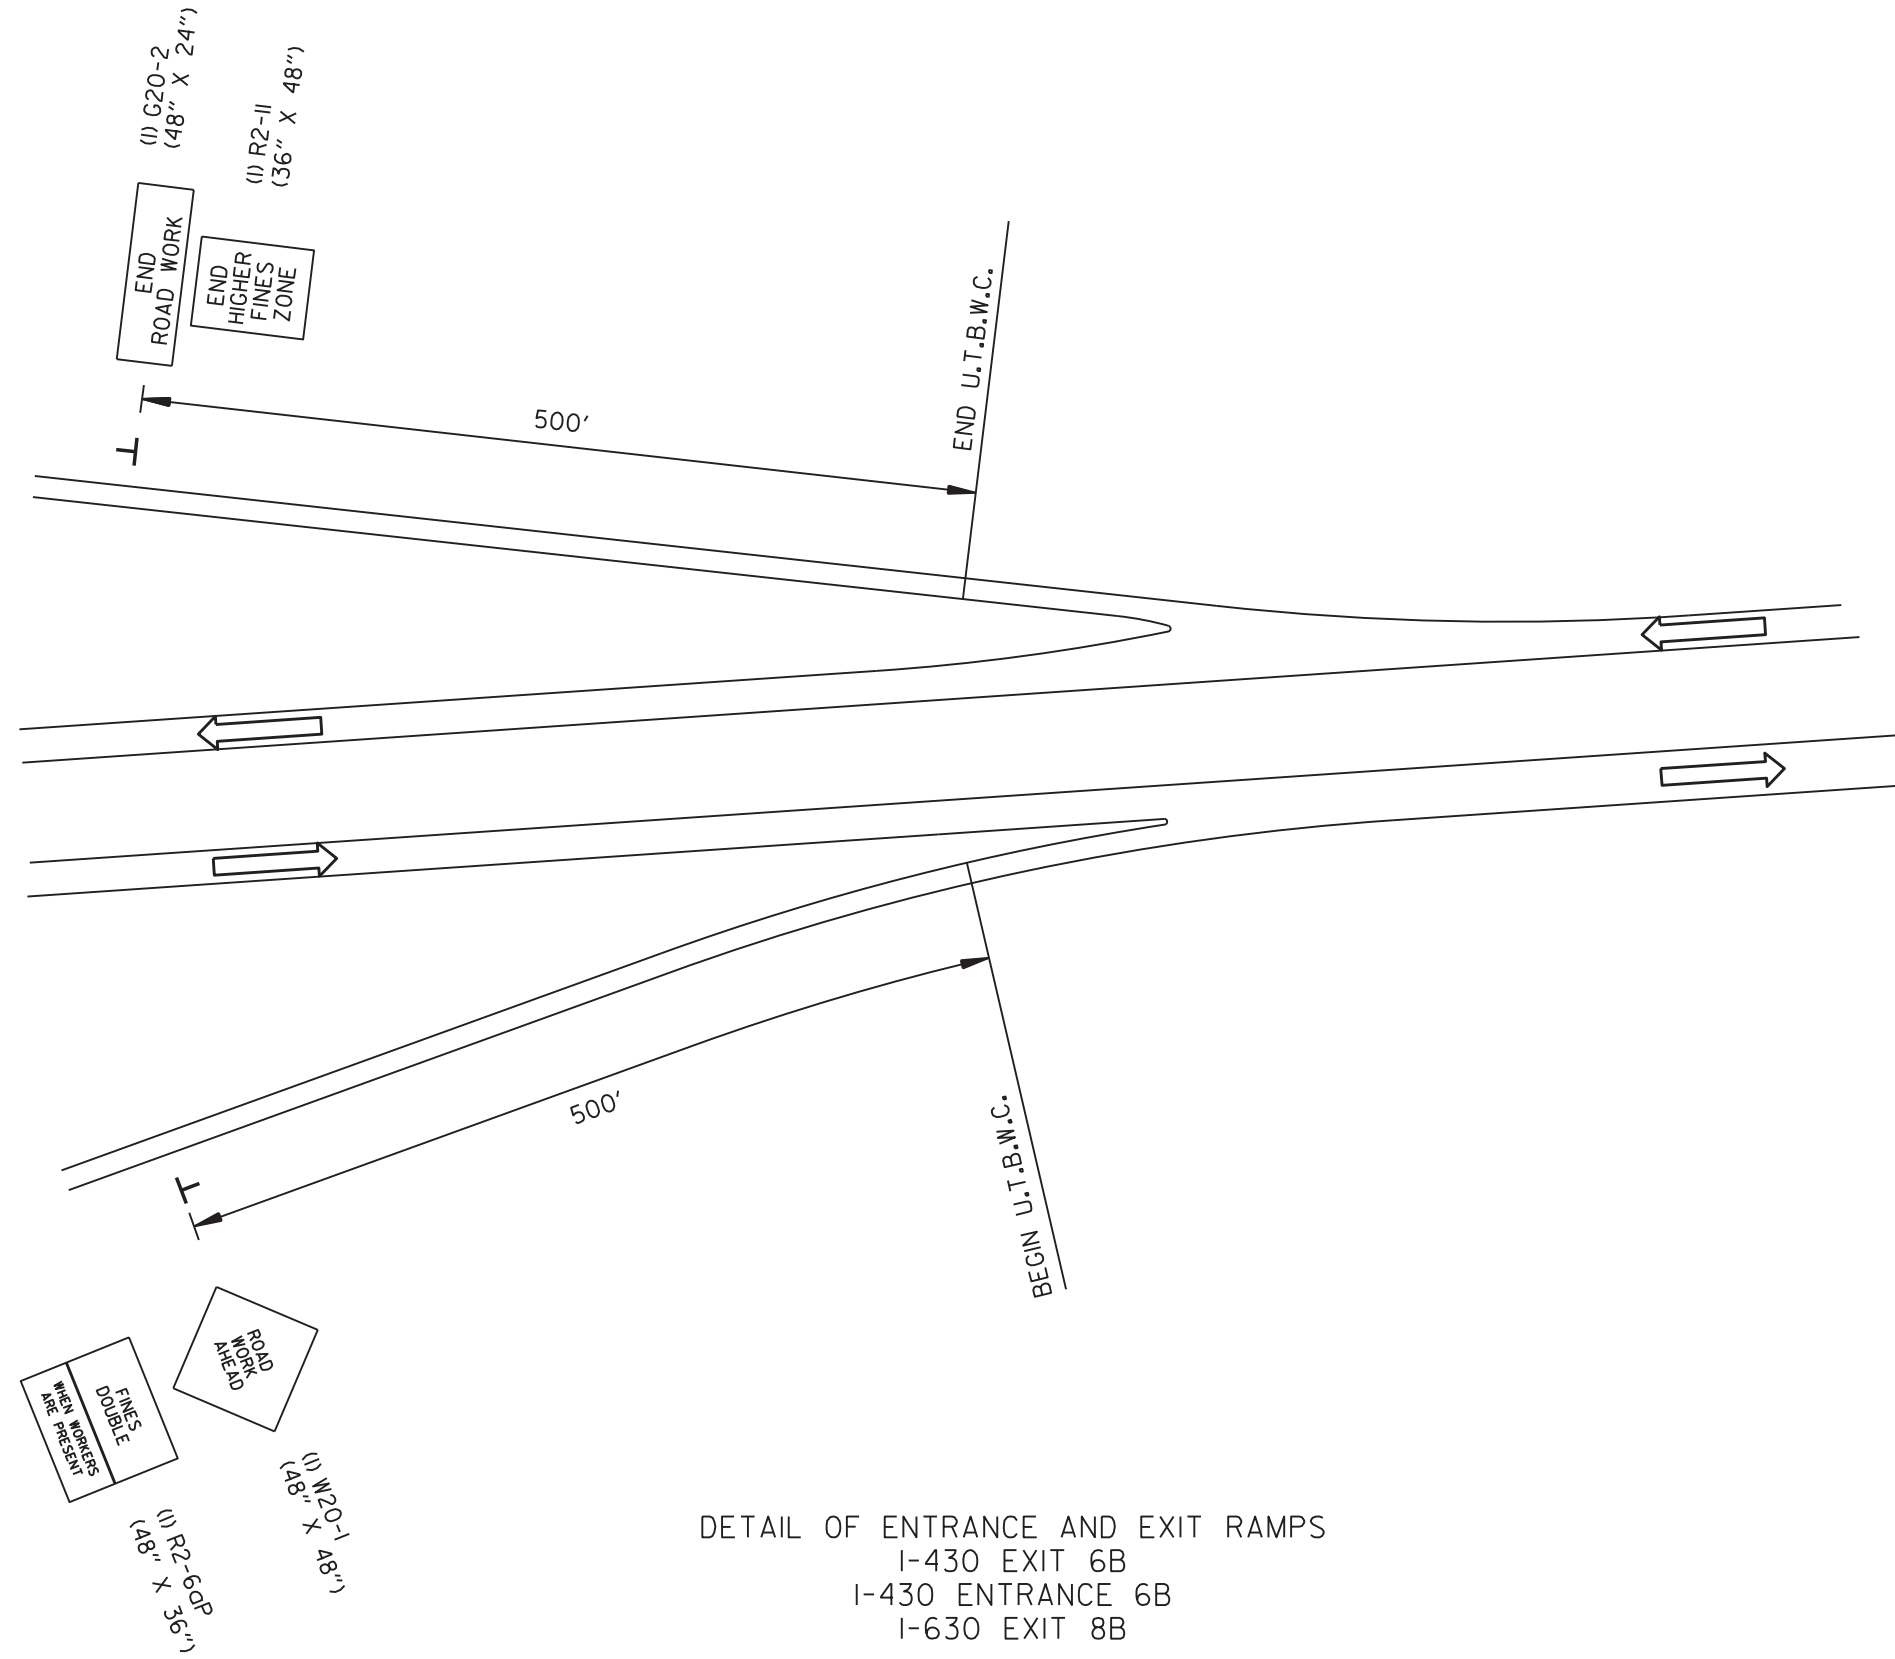 (1) G20-2
(48" X 24")
(1) R2-11
(36" X 48")
END
ROAD WORK
END
HIGHER
FINES
ZONE
500'
END U.T.B.W.C.
500'
BEGIN U.T.B.W.C.
ROAD
WORK
AHEAD
FINES
DOUBLE
WHEN WORKERS
ARE PRESENT
(1) W20-1
(48" X 48")
(1) R2-6aP
(48" X 36")
DETAIL OF ENTRANCE AND EXIT RAMPS
I-430 EXIT 6B
I-430 ENTRANCE 6B
I-630 EXIT 8B